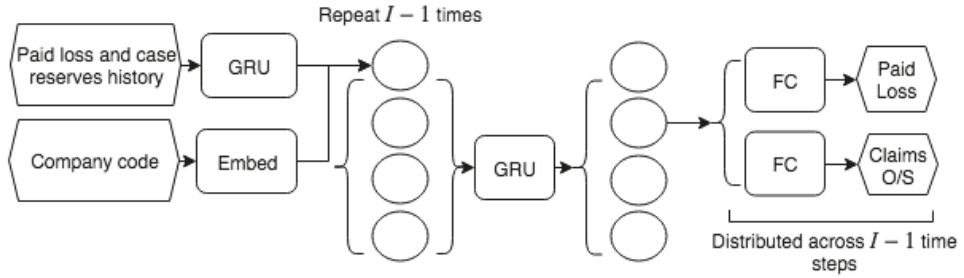 Repeat I − 1 times
Paid loss and case
reserves history
GRU
Company code
Embed
GRU
FC
Paid
Loss
FC
Claims
O/S
Distributed across I − 1 time
steps